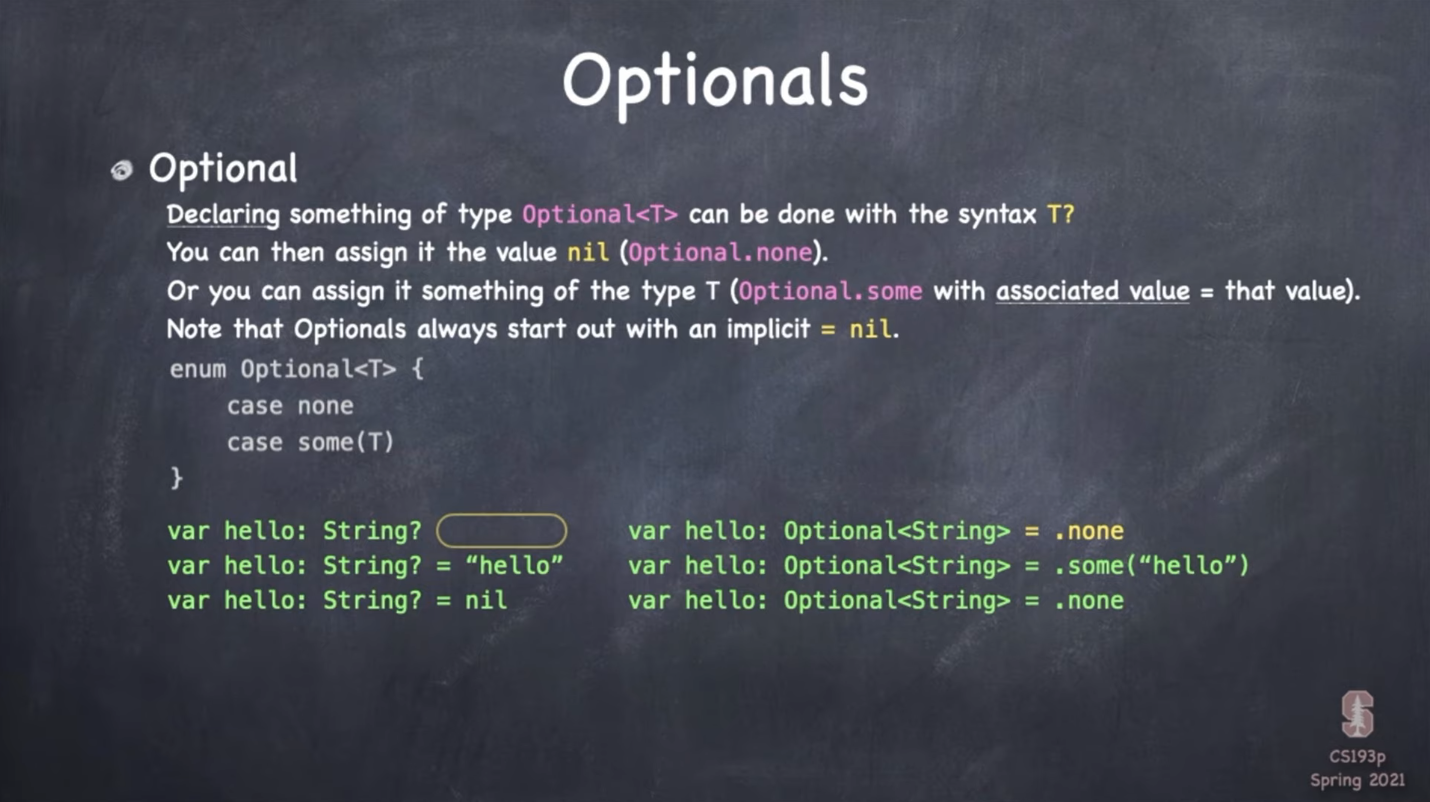 Optionals
Optional
Declaring something of type Optional<T> can be done with the syntax T?
You can then assign it the value nil (Optional.none).
Or you can assign it something of the type T (Optional.some with associated value = that value).
Note that Optionals always start out with an implicit = nil.
enum Optional<T> {
    case none
    case some(T)
}
var hello: String?    var hello: Optional<String> = .none
var hello: String? = “hello”    var hello: Optional<String> = .some(“hello”)
var hello: String? = nil    var hello: Optional<String> = .none
S
CS193p
Spring 2021